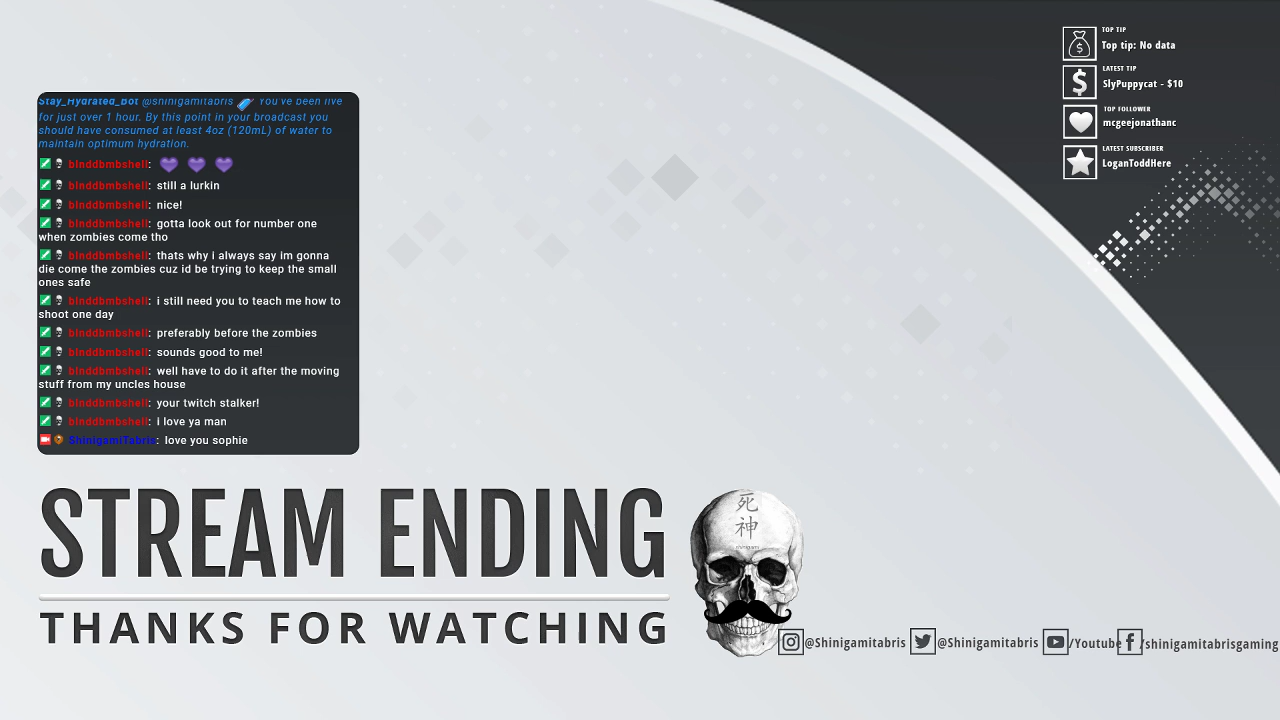 TOP TIP
Top tip: No data
LATEST TIP
SlyPuppycat - $10
TOP FOLLOWER
mcgeejonathanc
LATEST SUBSCRIBER
LoganToddHere
Stay_Hydrated_Bot @shinigamitabris You've been live
for just over 1 hour. By this point in your broadcast you
should have consumed at least 4oz (120mL) of water to
maintain optimum hydration.
blnddbmbshell:
blnddbmbshell: still a lurkin
blnddbmbshell: nice!
blnddbmbshell: gotta look out for number one
when zombies come tho
blnddbmbshell: thats why i always say im gonna
die come the zombies cuz id be trying to keep the small
ones safe
blnddbmbshell: i still need you to teach me how to
shoot one day
blnddbmbshell: preferably before the zombies
blnddbmbshell: sounds good to me!
blnddbmbshell: well have to do it after the moving
stuff from my uncles house
blnddbmbshell: your twitch stalker!
blnddbmbshell: i love ya man
ShinigamiTabris: love you sophie
STREAM ENDING
THANKS FOR WATCHING
死
神
@Shinigamitabris
@Shinigamitabris
/Youtube
/shinigamitabrisgaming